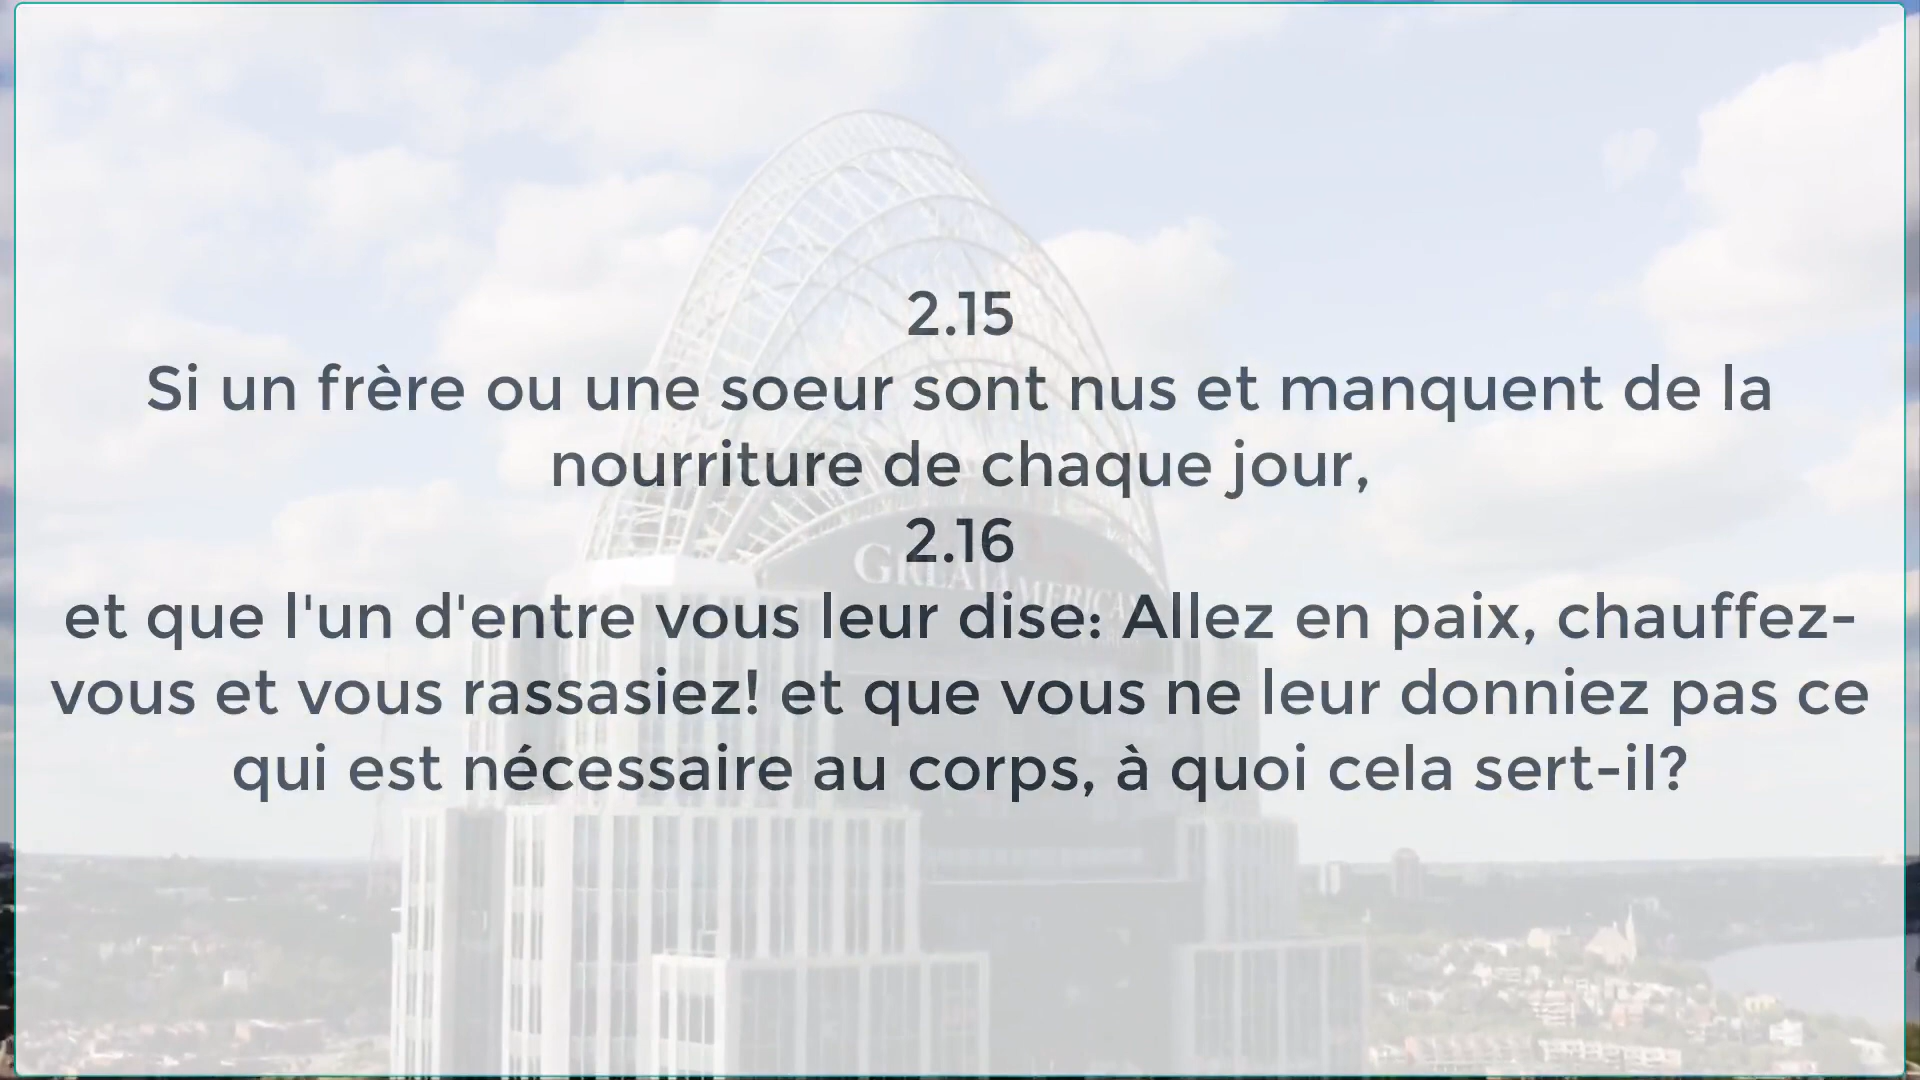 2.15
Si un frère ou une soeur sont nus et manquent de la
nourriture de chaque jour,
2.16
et que l'un d'entre vous leur dise: Allez en paix, chauffez-
vous et vous rassasiez! et que vous ne leur donniez pas ce
qui est nécessaire au corps, à quoi cela sert-il?
GREAT AMERICAN